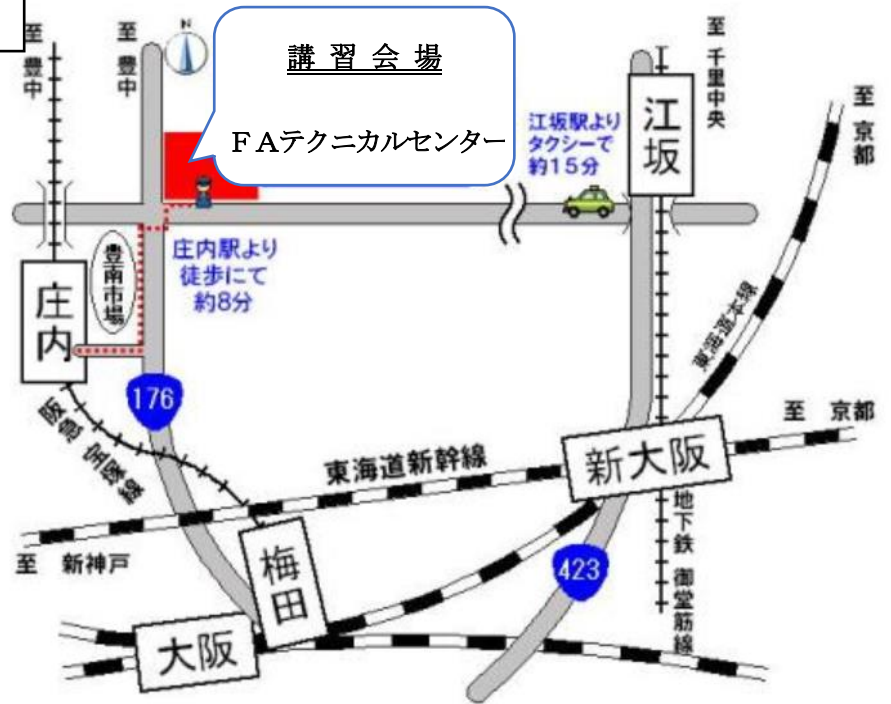 至 豊中
至 豊中
N
講 習 会 場
ＦＡテクニカルセンター
至 千里中央
江坂
江坂駅より
タクシーで
約15分
至 京都
庄内
豊南市場
庄内駅より
徒歩にて
約8分
東海道本線
176
阪急 宝塚線
東海道新幹線
新大阪
至 京都
至 新神戸
梅田
大阪
423
地下鉄 御堂筋線